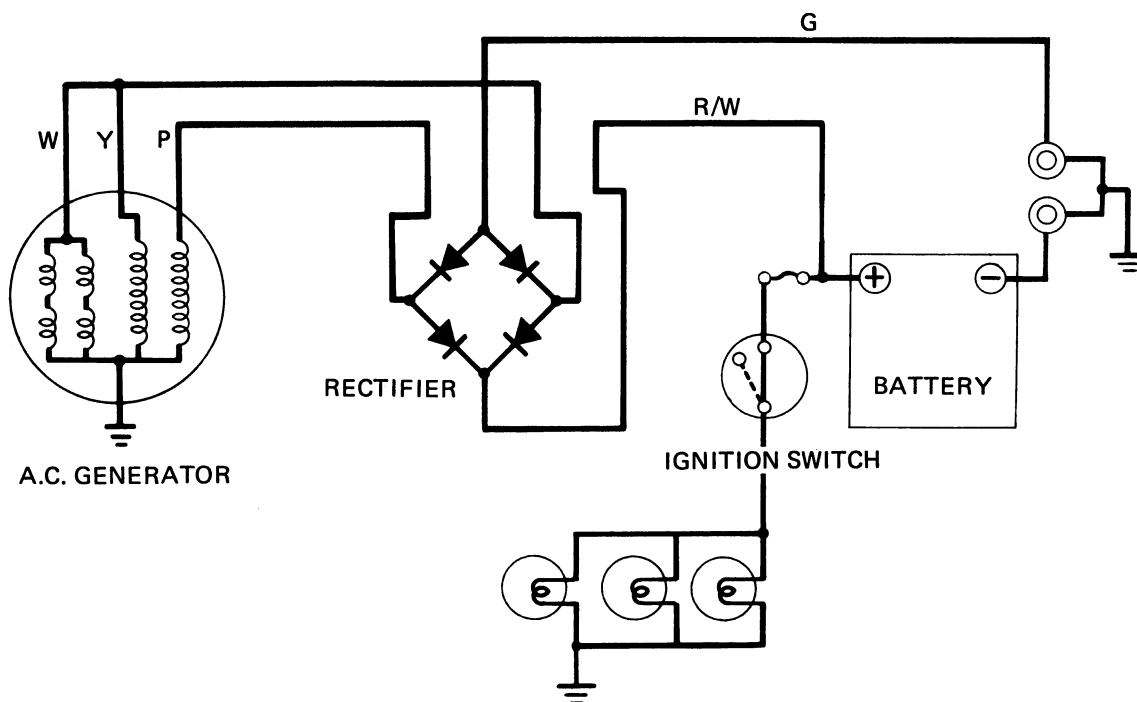 G
R/W
W Y P
+ −
RECTIFIER
BATTERY
IGNITION SWITCH
A.C. GENERATOR